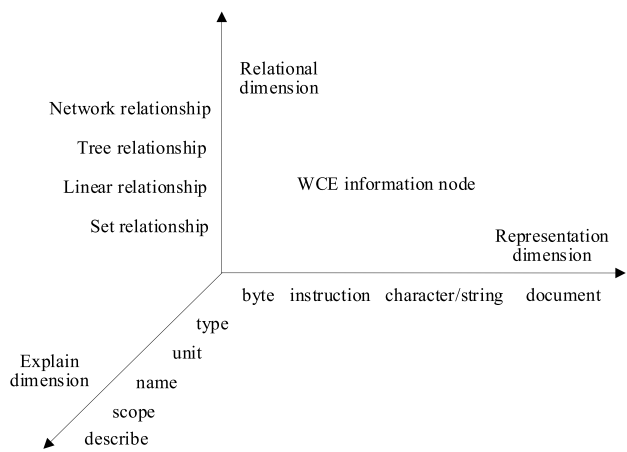 Relational
dimension
Network relationship
Tree relationship
Linear relationship
WCE information node
Set relationship
Representation
dimension
byte instruction character/string document
type
unit
Explain
dimension
name
scope
describe